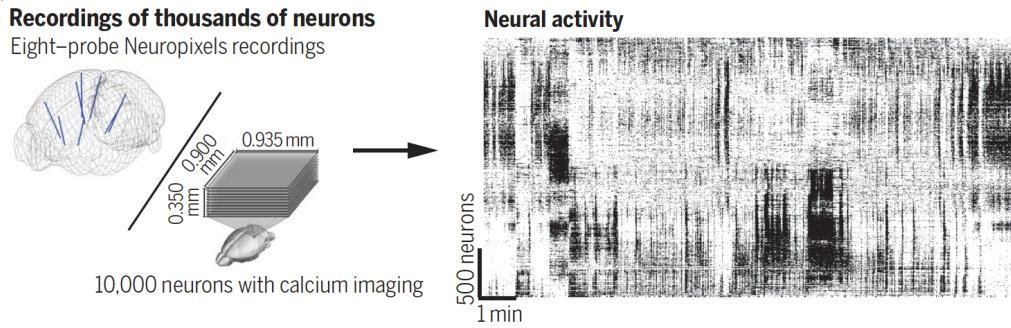 Recordings of thousands of neurons
Eight–probe Neuropixels recordings
0.935 mm
0.900
mm
0.350
mm
10,000 neurons with calcium imaging
Neural activity
500 neurons
1 min